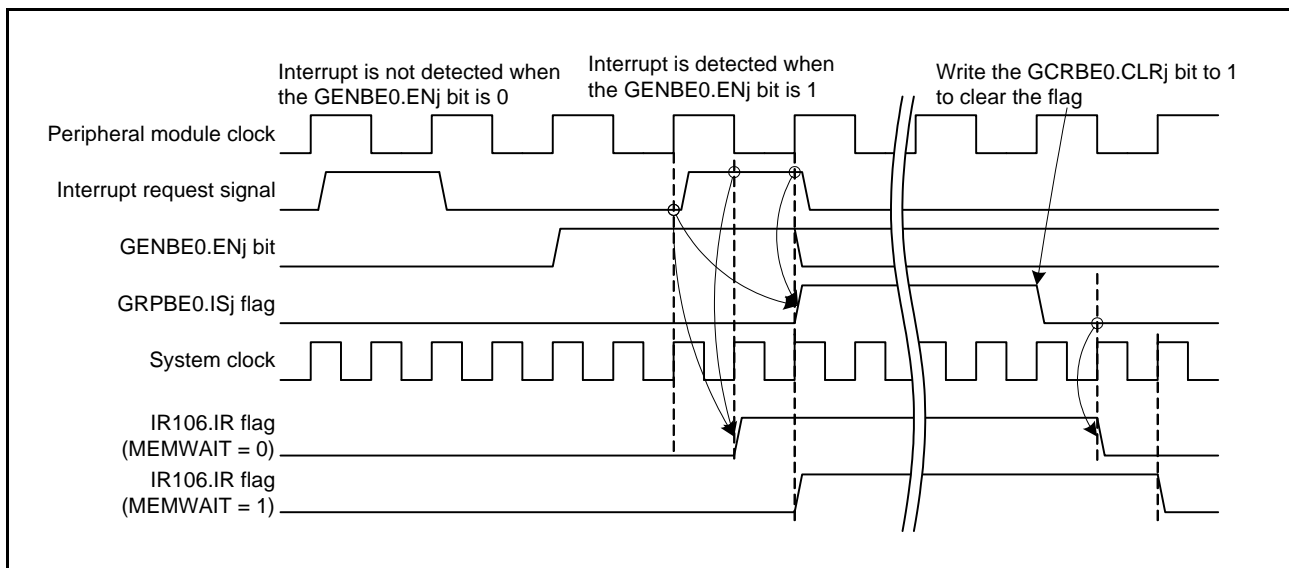 Interrupt is not detected when
the GENBE0.ENj bit is 0
Interrupt is detected when
the GENBE0.ENj bit is 1
Write the GCRBE0.CLRj bit to 1
to clear the flag
Peripheral module clock
Interrupt request signal
GENBE0.ENj bit
GRPBE0.ISj flag
System clock
IR106.IR flag
(MEMWAIT = 0)
IR106.IR flag
(MEMWAIT = 1)